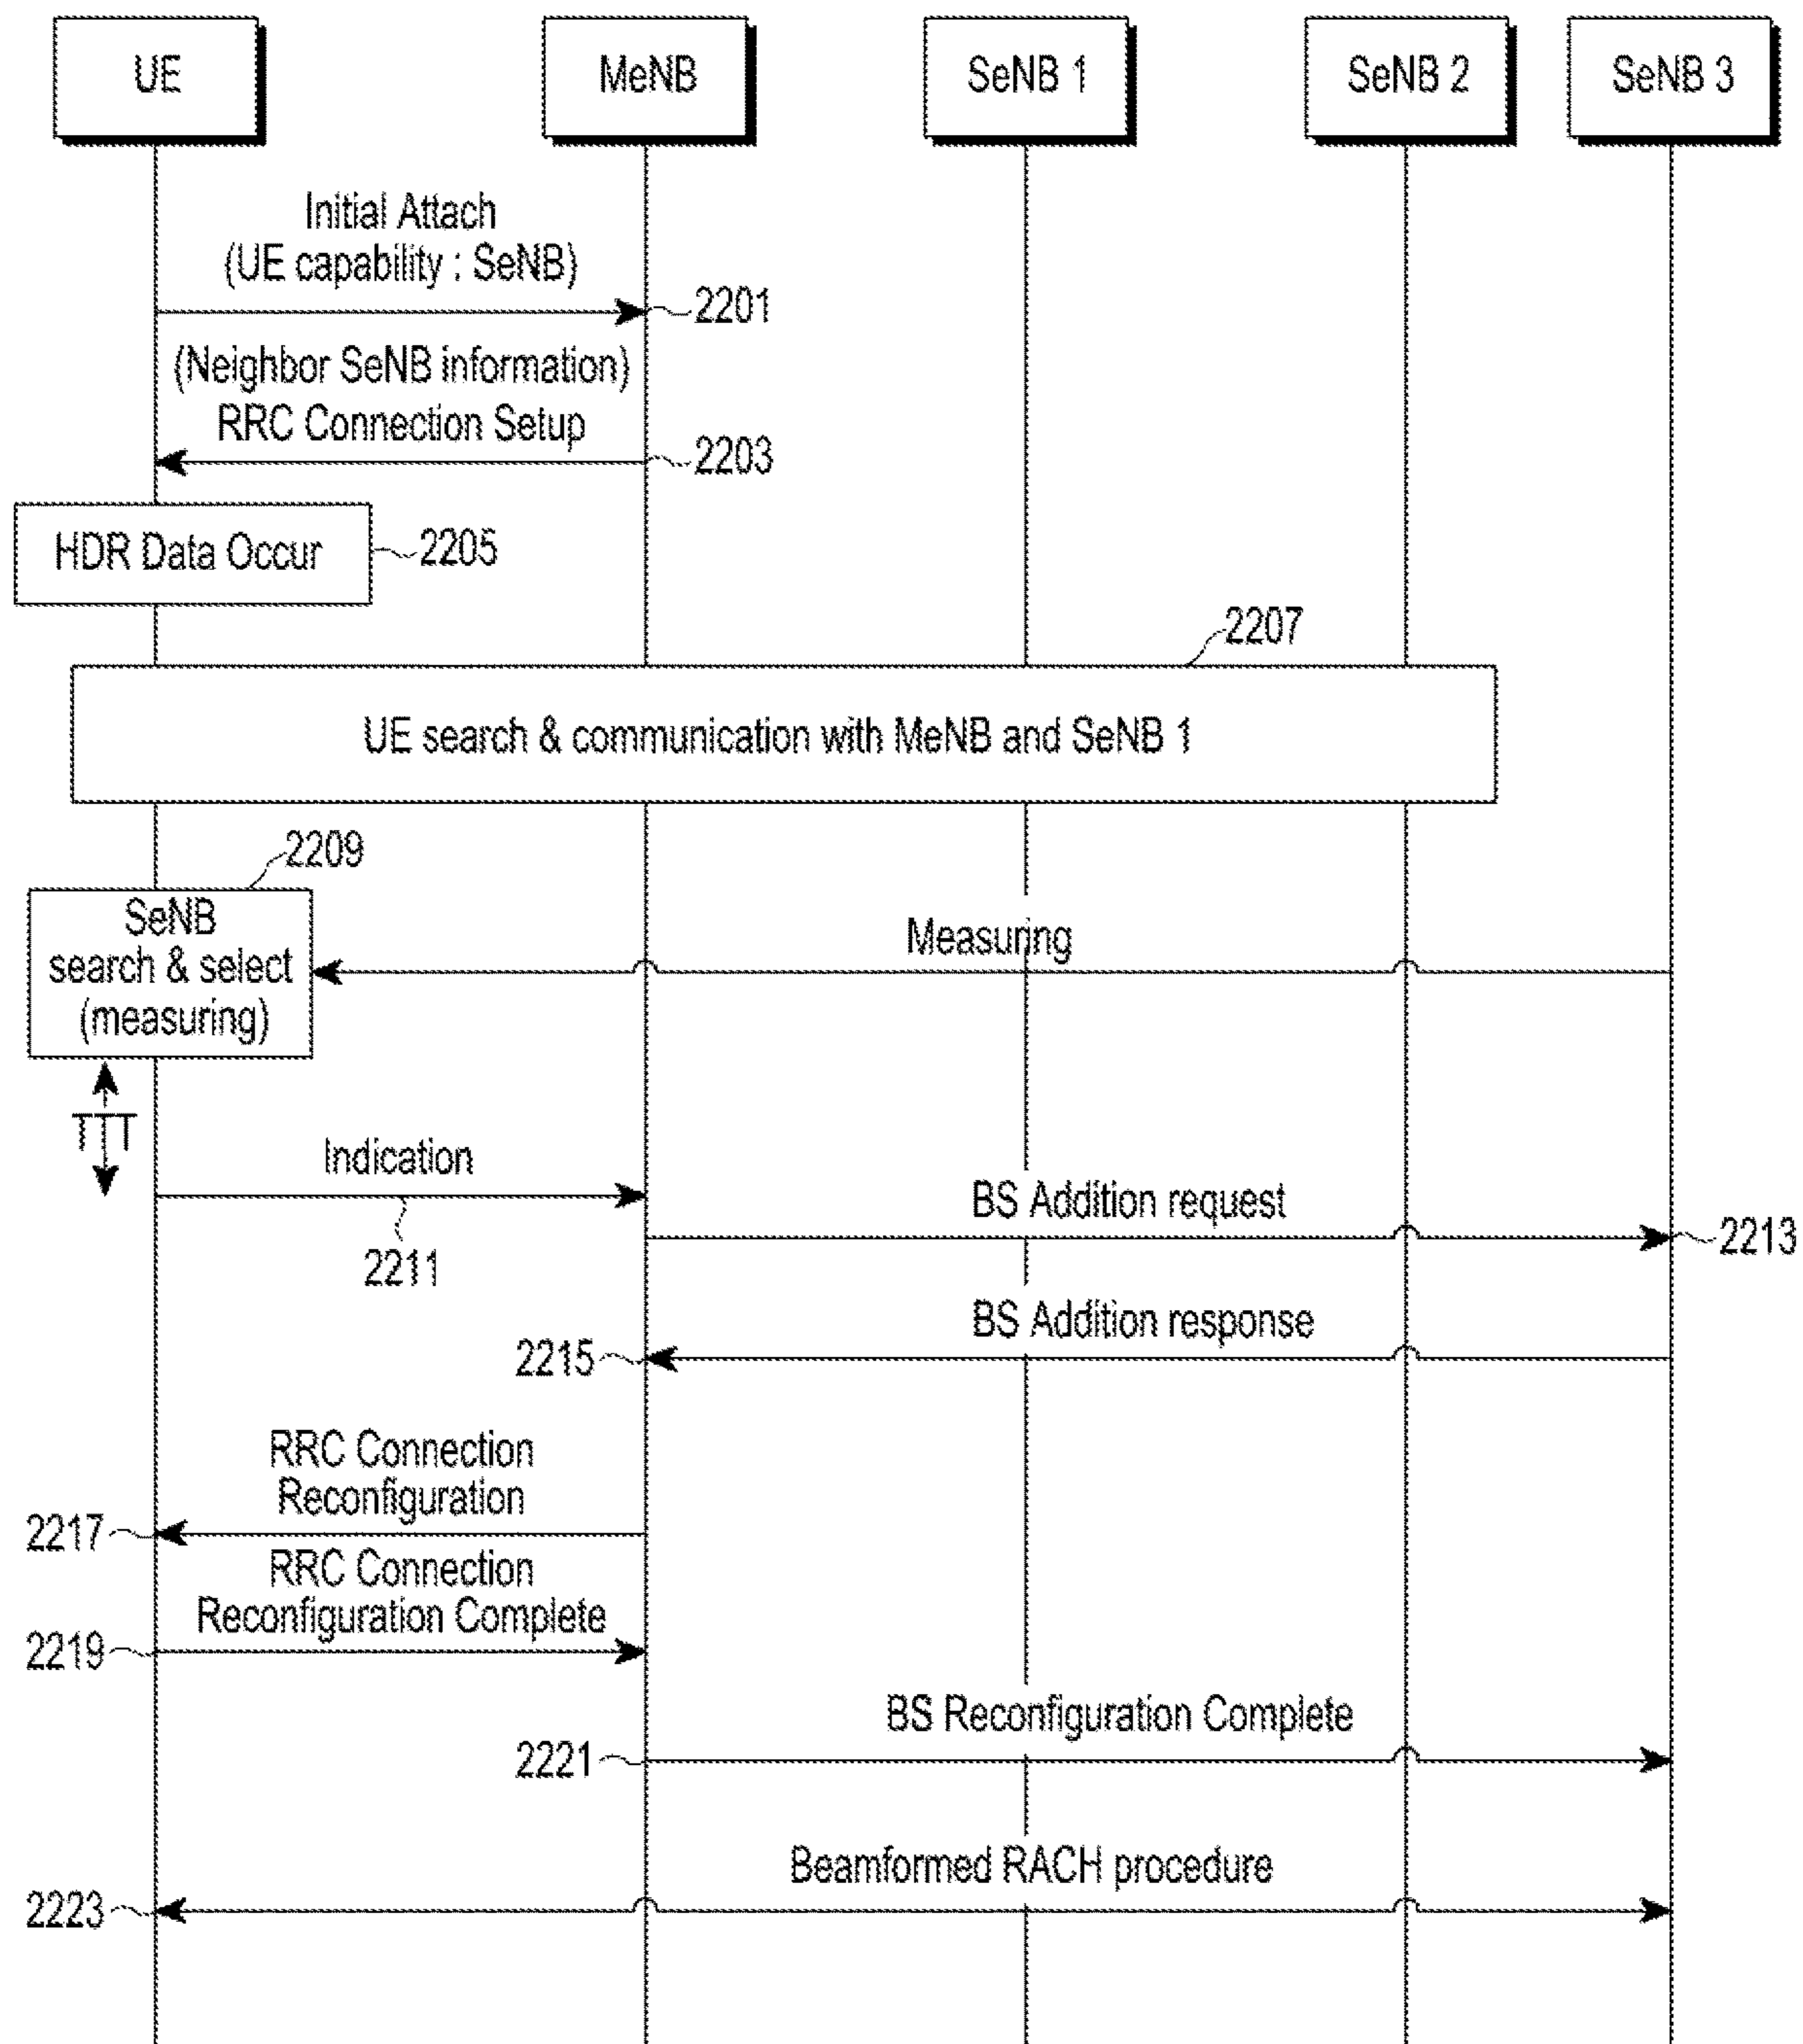 UE
MeNB
SeNB 1
SeNB 2
SeNB 3
Initial Attach
(UE capability : SeNB)
2201
(Neighbor SeNB information)
RRC Connection Setup
2203
HDR Data Occur
2205
2207
UE search & communication with MeNB and SeNB 1
2209
SeNB
search & select
(measuring)
Measuring
TTT
Indication
2211
BS Addition request
2213
BS Addition response
2215
RRC Connection
Reconfiguration
2217
RRC Connection
Reconfiguration Complete
2219
BS Reconfiguration Complete
2221
Beamformed RACH procedure
2223